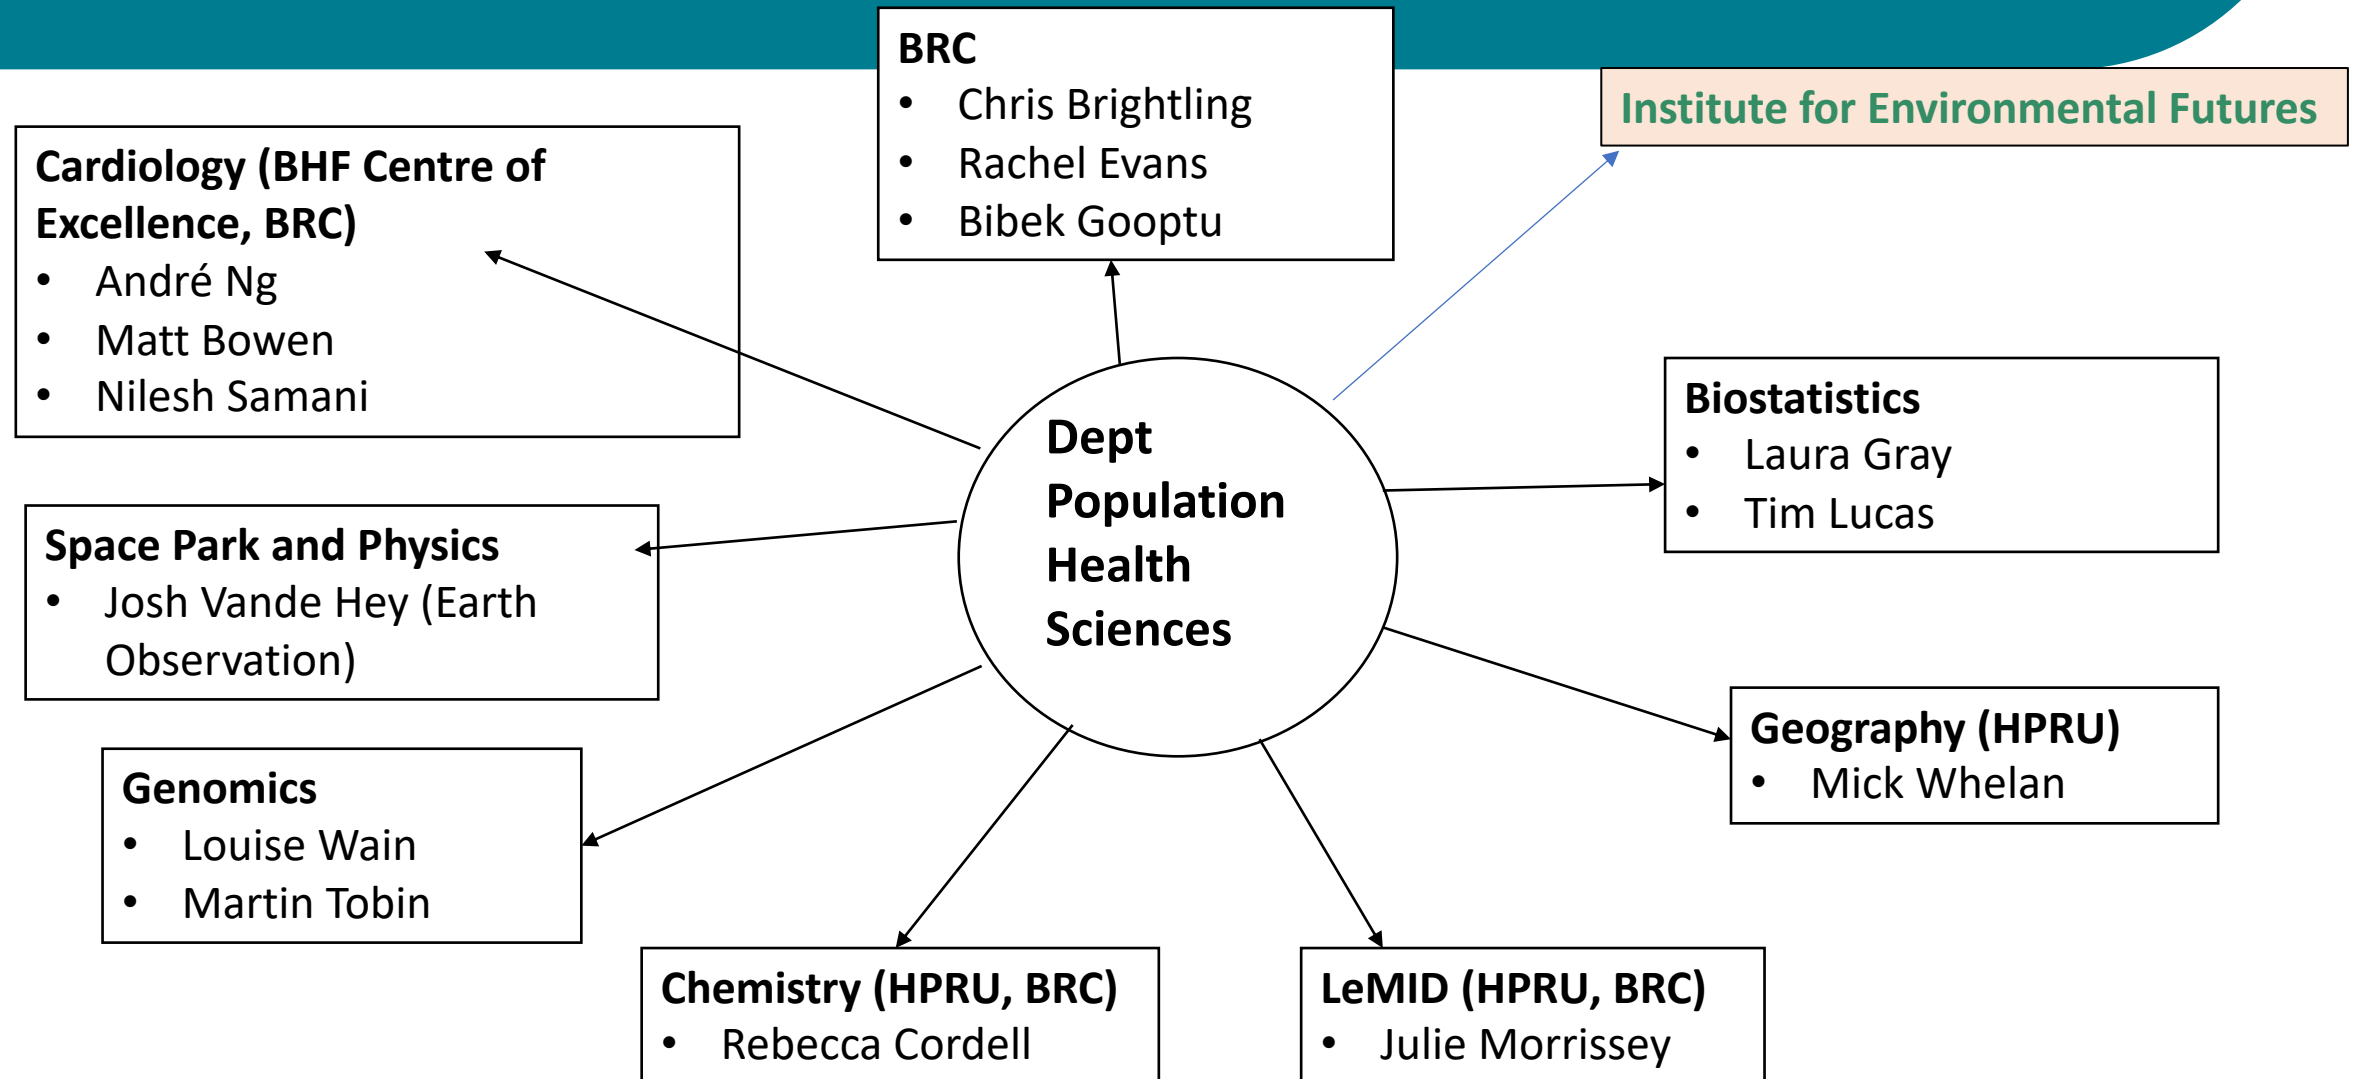 BRC
• Chris Brightling
• Rachel Evans
• Bibek Gooptu
Institute for Environmental Futures
Cardiology (BHF Centre of
Excellence, BRC)
• André Ng
• Matt Bowen
• Nilesh Samani
Dept
Population
Health
Sciences
Biostatistics
• Laura Gray
• Tim Lucas
Space Park and Physics
• Josh Vande Hey (Earth
Observation)
Geography (HPRU)
• Mick Whelan
Genomics
• Louise Wain
• Martin Tobin
Chemistry (HPRU, BRC)
• Rebecca Cordell
LeMID (HPRU, BRC)
• Julie Morrissey